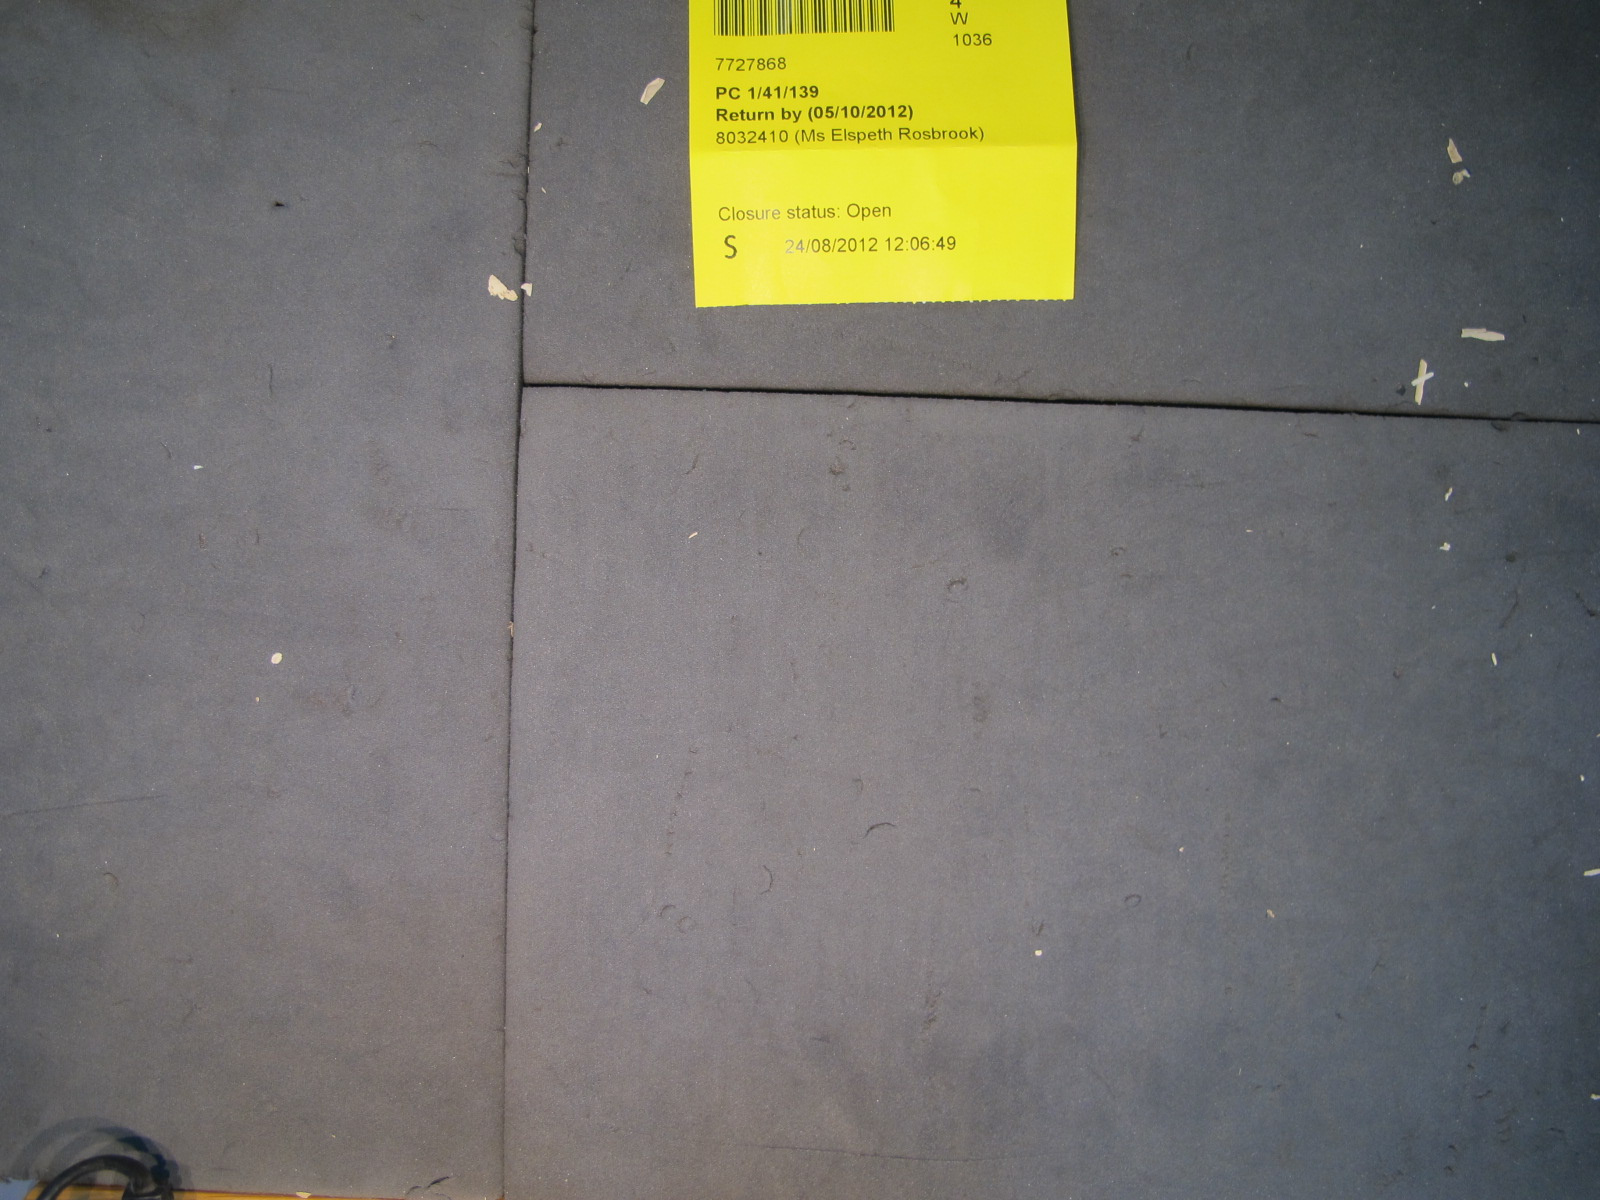 4
W
1036
7727868
PC 1/41/139
Return by (05/10/2012)
8032410 (Ms Elspeth Rosbrook)
Closure status: Open
S 24/08/2012 12:06:49